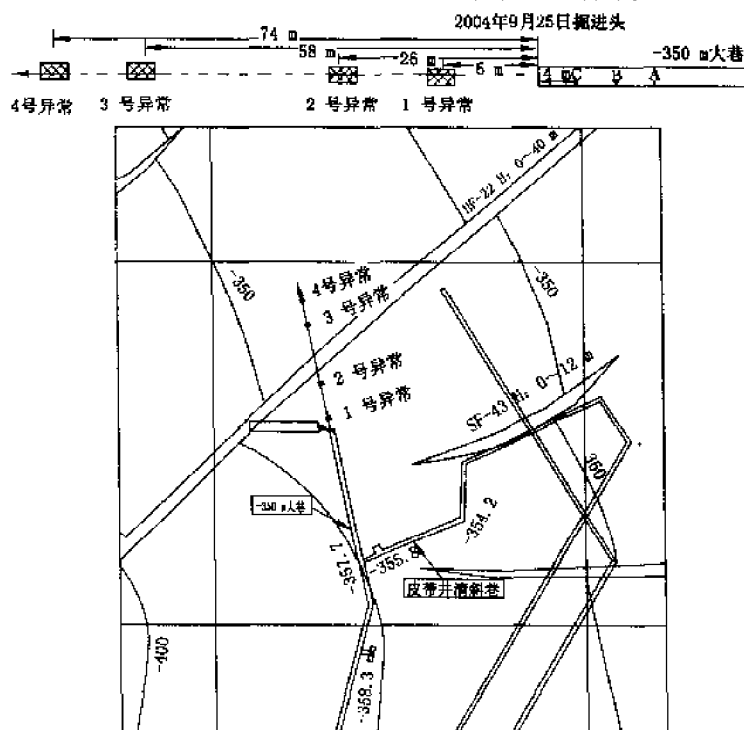 2004年9月25日掘进头
74 m
58 m
26 m
6 m
4 m
C B A
-350 m大巷
4号异常 3 号异常 2 号异常 1 号异常
-350
-350
4号异常
3 号异常
2 号异常
1 号异常
SF-43 H: 0～12 m
-350 m大巷
-357.7
-355.8
-354.2
360
皮带井清斜巷
-400
-358.3